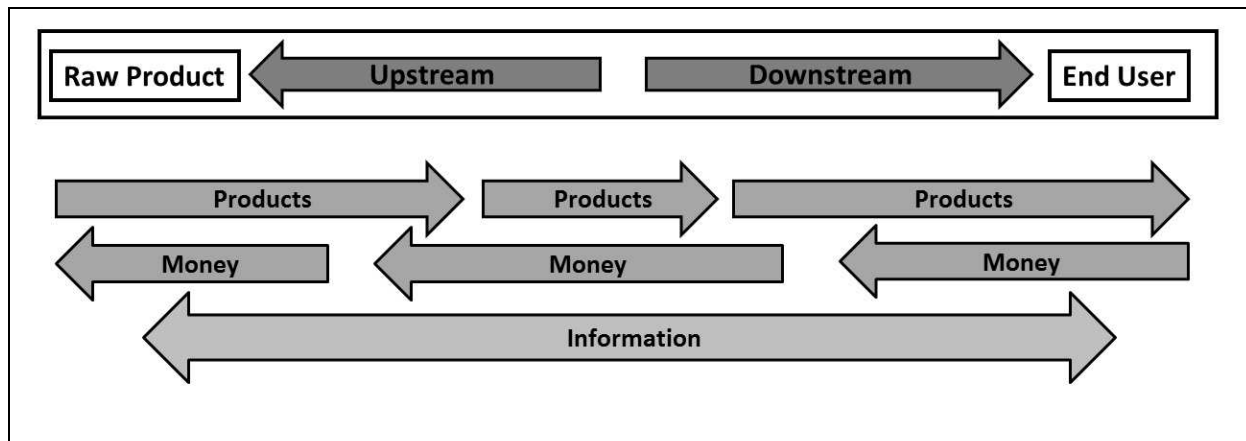 Raw Product
Upstream
Downstream
End User
Products
Products
Products
Money
Money
Money
Information